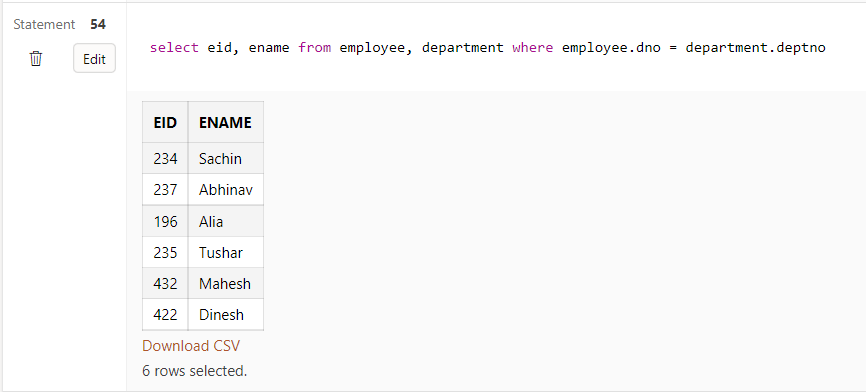 Statement 54
Edit
select eid, ename from employee, department where employee.dno = department.deptno
EID ENAME
234 Sachin
237 Abhinav
196 Alia
235 Tushar
432 Mahesh
422 Dinesh
Download CSV
6 rows selected.